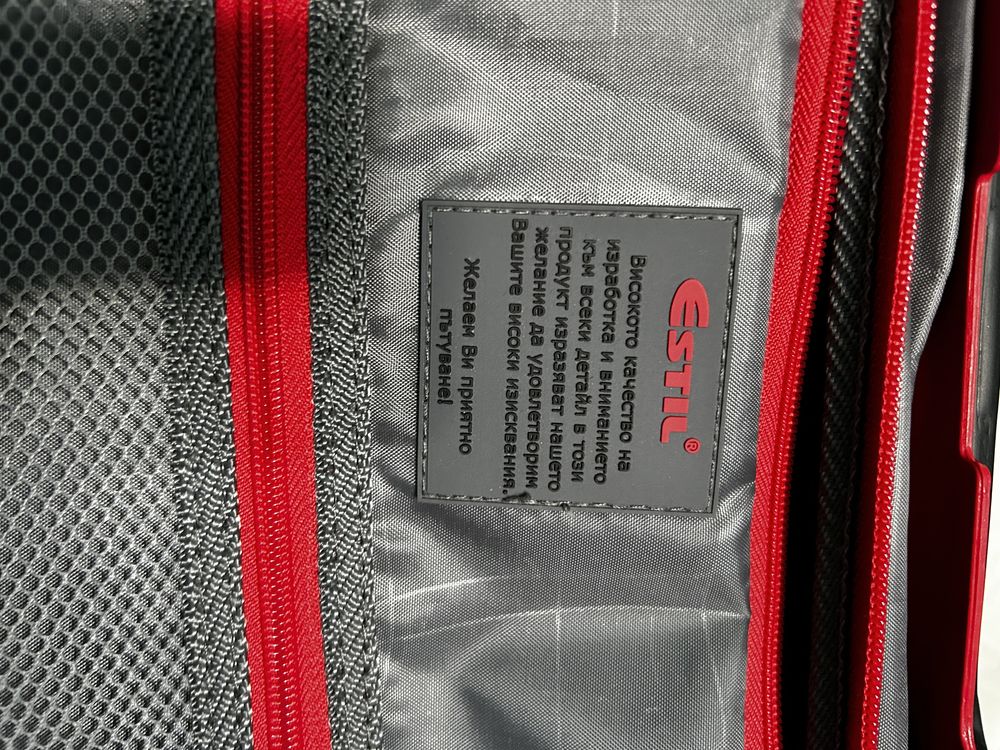 ESTIL®
Високото качество на
изработка и вниманието
към всеки детайл в този
продукт изразяват нашето
желание да удовлетворим
Вашите високи изисквания.
Желаем Ви приятно
пътуване!